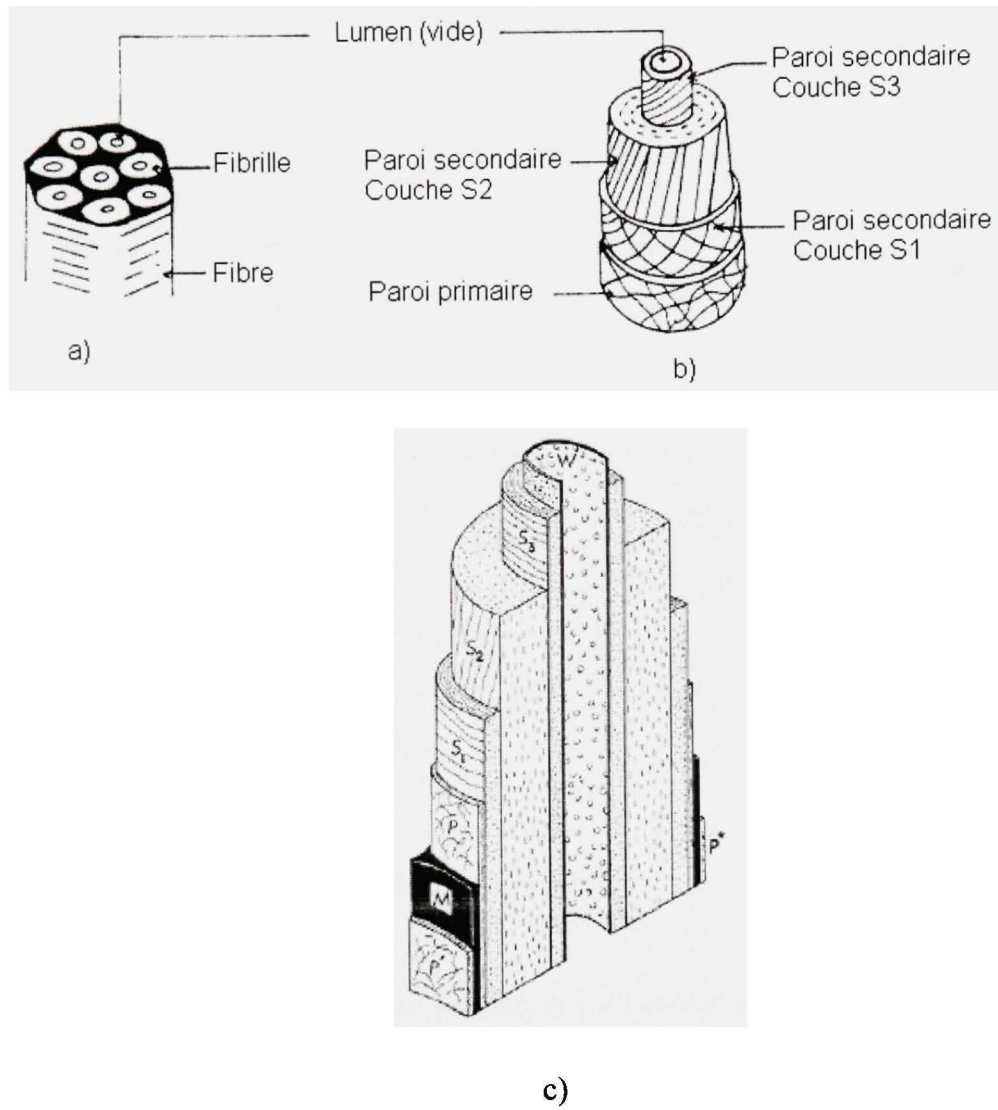 Lumen (vide)
Paroi secondaire
Couche S3
Fibrille
Paroi secondaire
Couche S2
Paroi secondaire
Couche S1
Fibre
Paroi primaire
a)
b)
W
S3
S2
S1
P
M
P*
c)